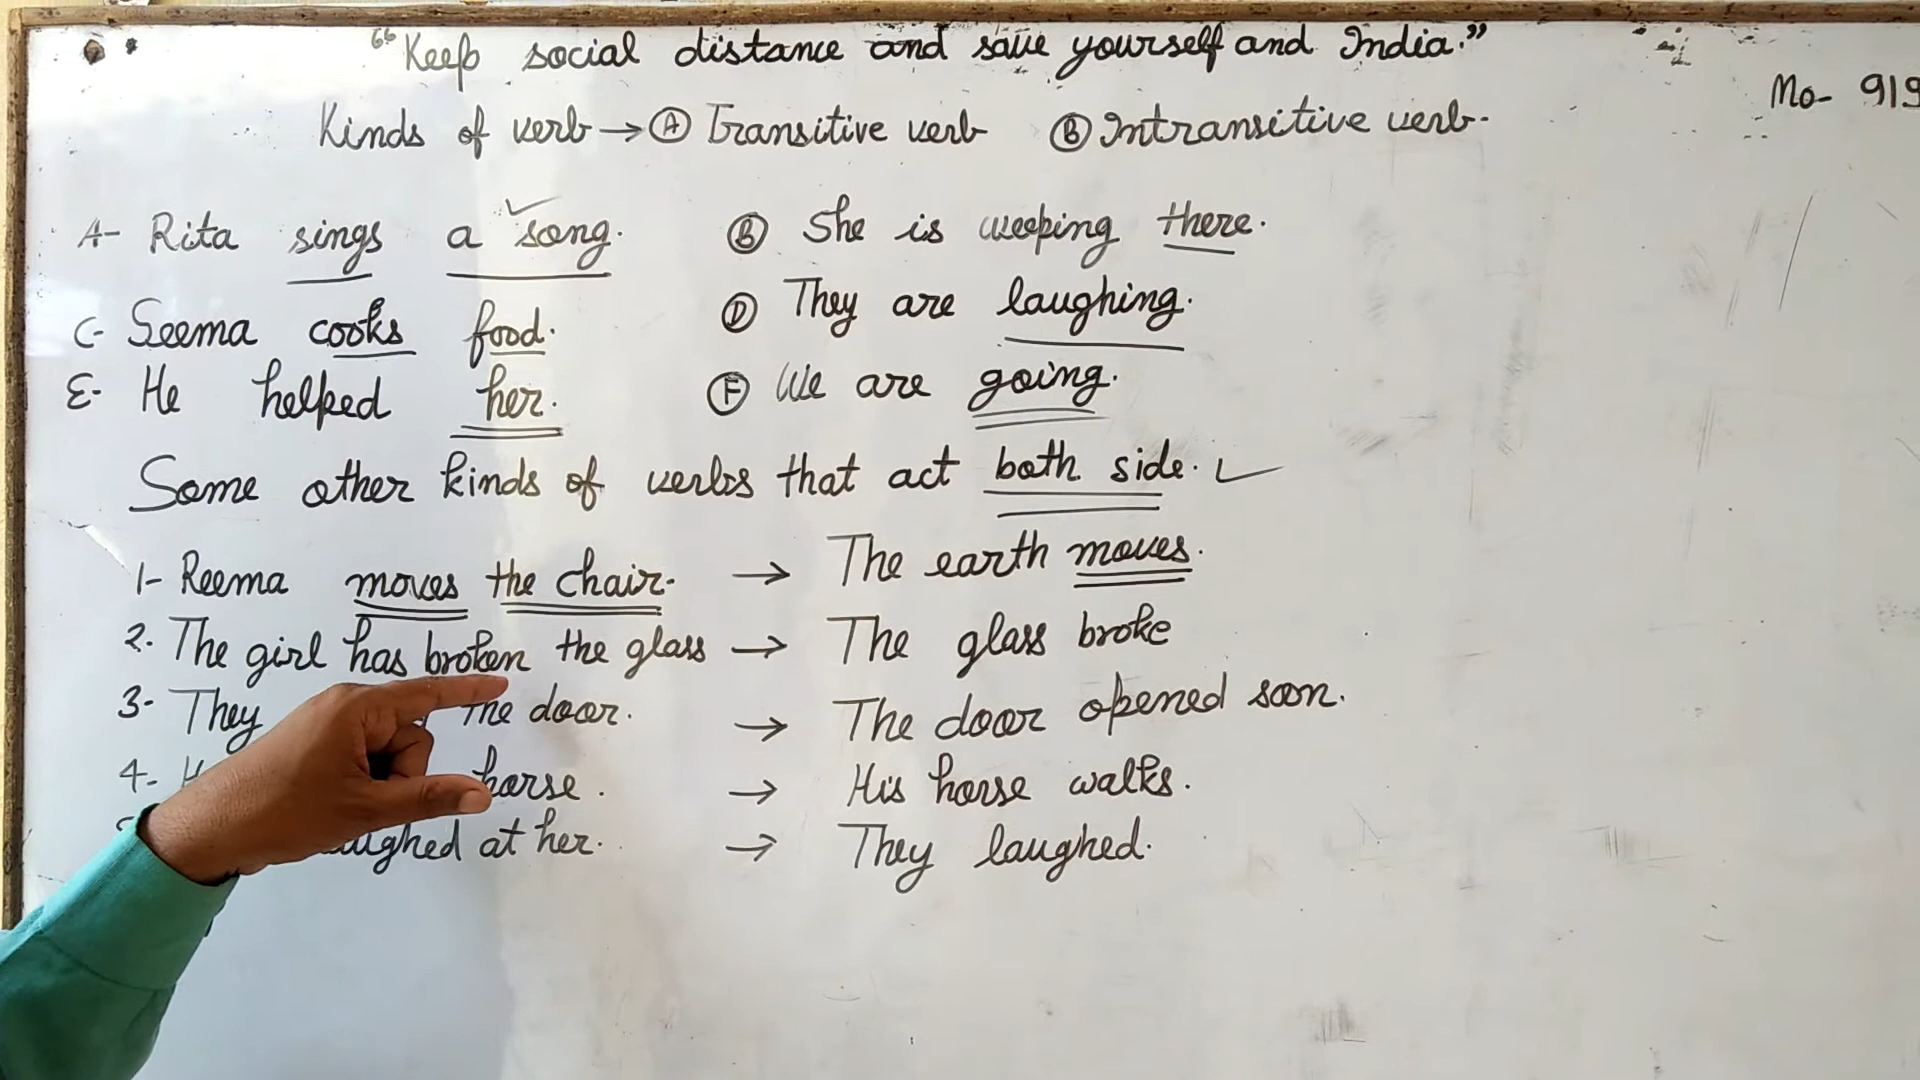 "Keep social distance and save yourself and India."
Mo- 919
Kinds of verb → Ⓐ Transitive verb Ⓑ Intransitive verb.
A- Rita sings a song. Ⓑ She is weeping there.
C- Seema cooks food. Ⓓ They are laughing.
E- He helped her. Ⓕ We are going.
Some other kinds of verbs that act both side.
1- Reema moves the chair. → The earth moves.
2. The girl has broken the glass → The glass broke
3- They the door. → The door opened soon.
4- horse. → His horse walks.
laughed at her. → They laughed.